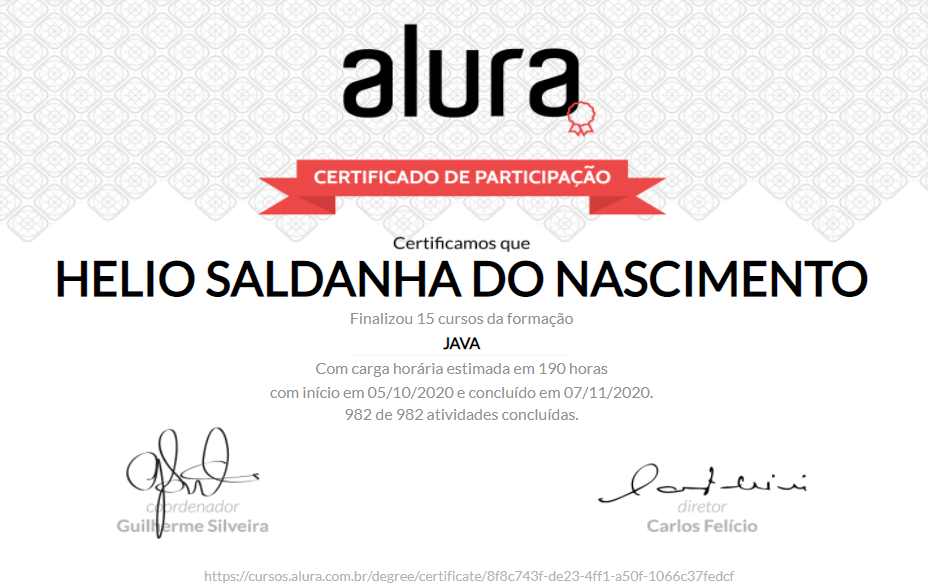 alura
CERTIFICADO DE PARTICIPAÇÃO
Certificamos que
HELIO SALDANHA DO NASCIMENTO
Finalizou 15 cursos da formação
JAVA
Com carga horária estimada em 190 horas
com início em 05/10/2020 e concluído em 07/11/2020.
982 de 982 atividades concluídas.
coordenador
Guilherme Silveira
diretor
Carlos Felício
https://cursos.alura.com.br/degree/certificate/8f8c743f-de23-4ff1-a50f-1066c37fedcf